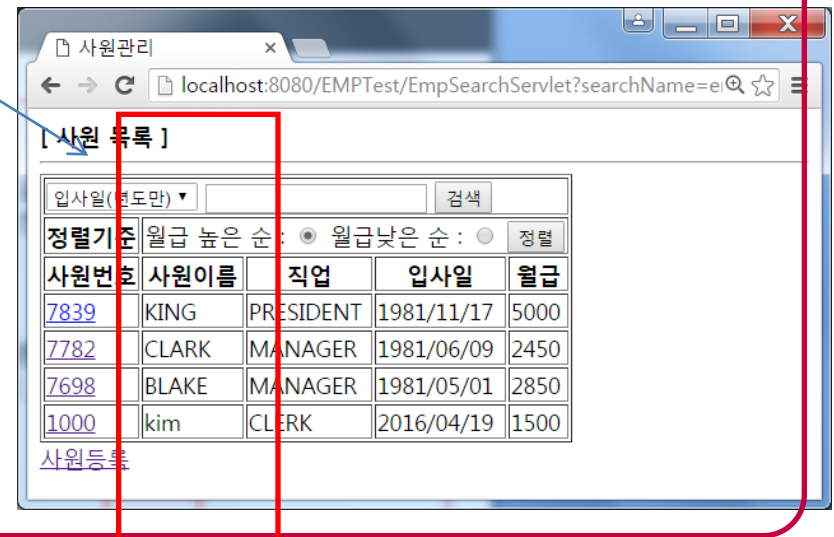 사원관리
localhost:8080/EMPTest/EmpSearchServlet?searchName=e
[ 사원 목록 ]
입사일(년도만) 검색
정렬기준 월급 높은 순 : 월급낮은 순 : 정렬
사원번호 사원이름 직업 입사일 월급
7839 KING PRESIDENT 1981/11/17 5000
7782 CLARK MANAGER 1981/06/09 2450
7698 BLAKE MANAGER 1981/05/01 2850
1000 kim CLERK 2016/04/19 1500
사원등록